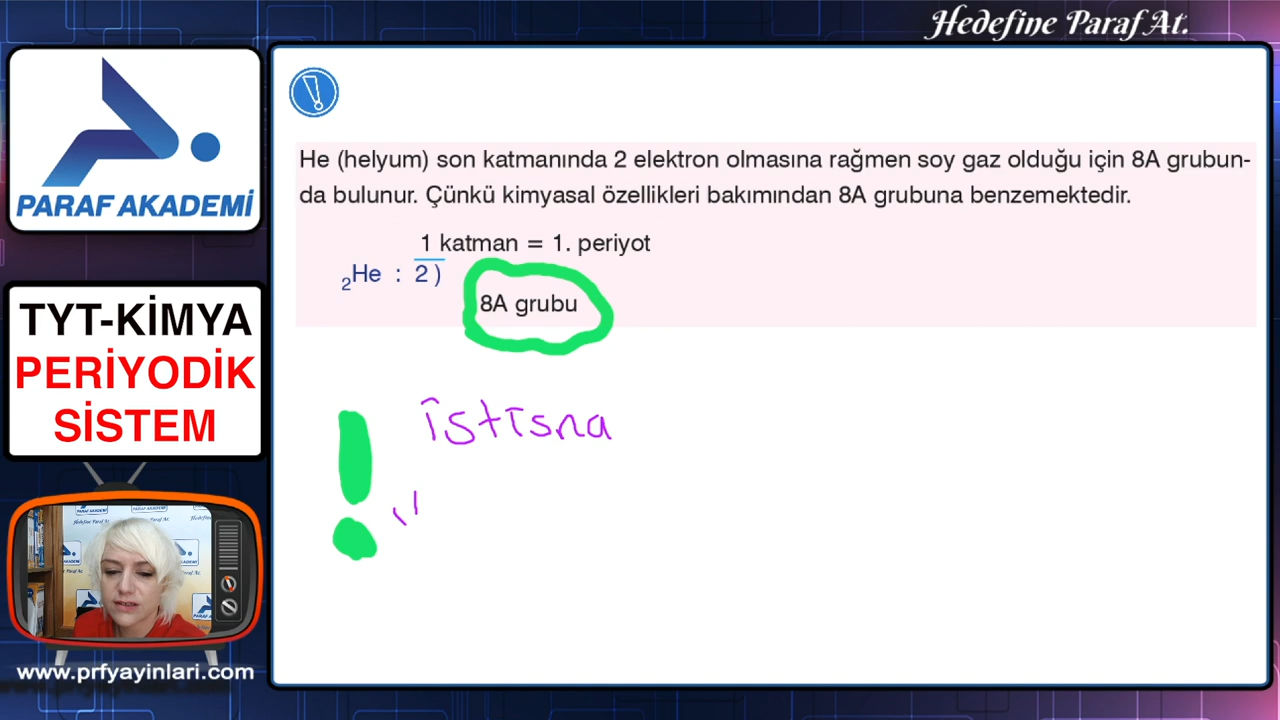 Hedefine Paraf At.
PARAF AKADEMİ
He (helyum) son katmanında 2 elektron olmasına rağmen soy gaz olduğu için 8A grubun-
da bulunur. Çünkü kimyasal özellikleri bakımından 8A grubuna benzemektedir.
1 katman = 1. periyot
₂He : 2 )
8A grubu
TYT-KİMYA
PERİYODİK
SİSTEM
! istisna
www.prfyayinlari.com